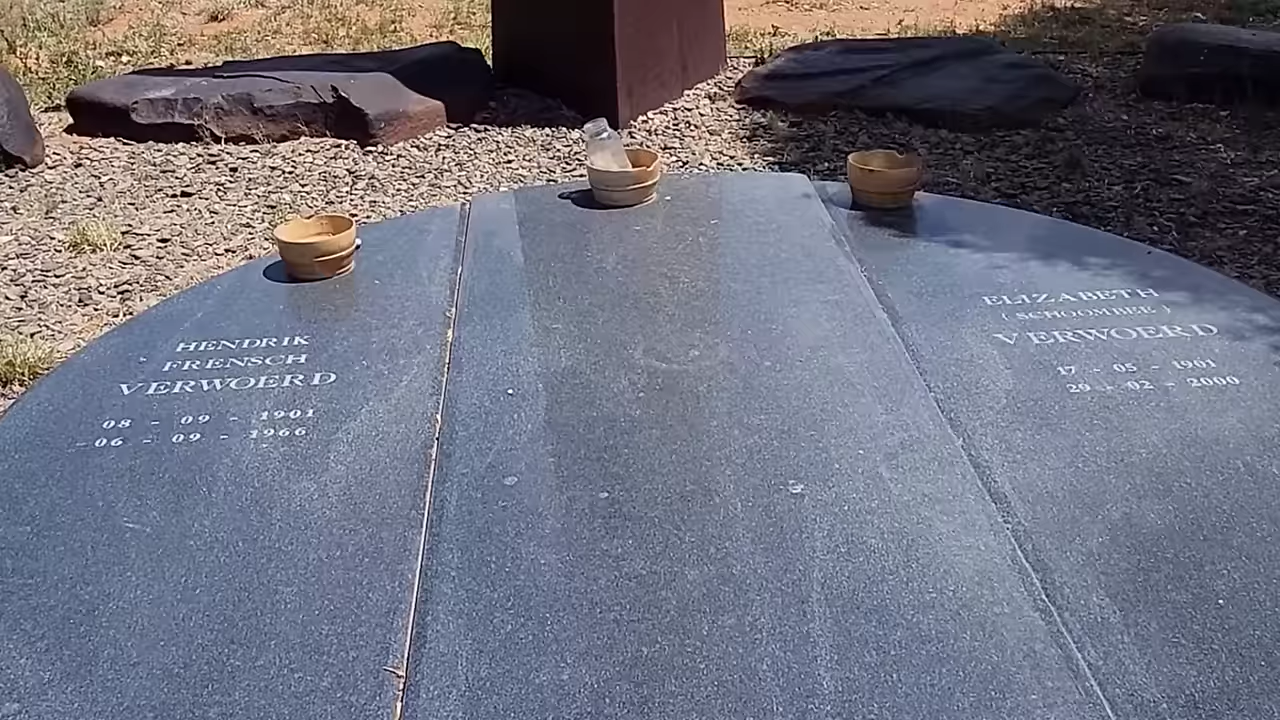 HENDRIK
FRENSCH
VERWOERD
08 - 09 - 1901
06 - 09 - 1966
ELIZABETH
( SCHOOMBEE )
VERWOERD
17 - 05 - 1901
29 - 02 - 2000